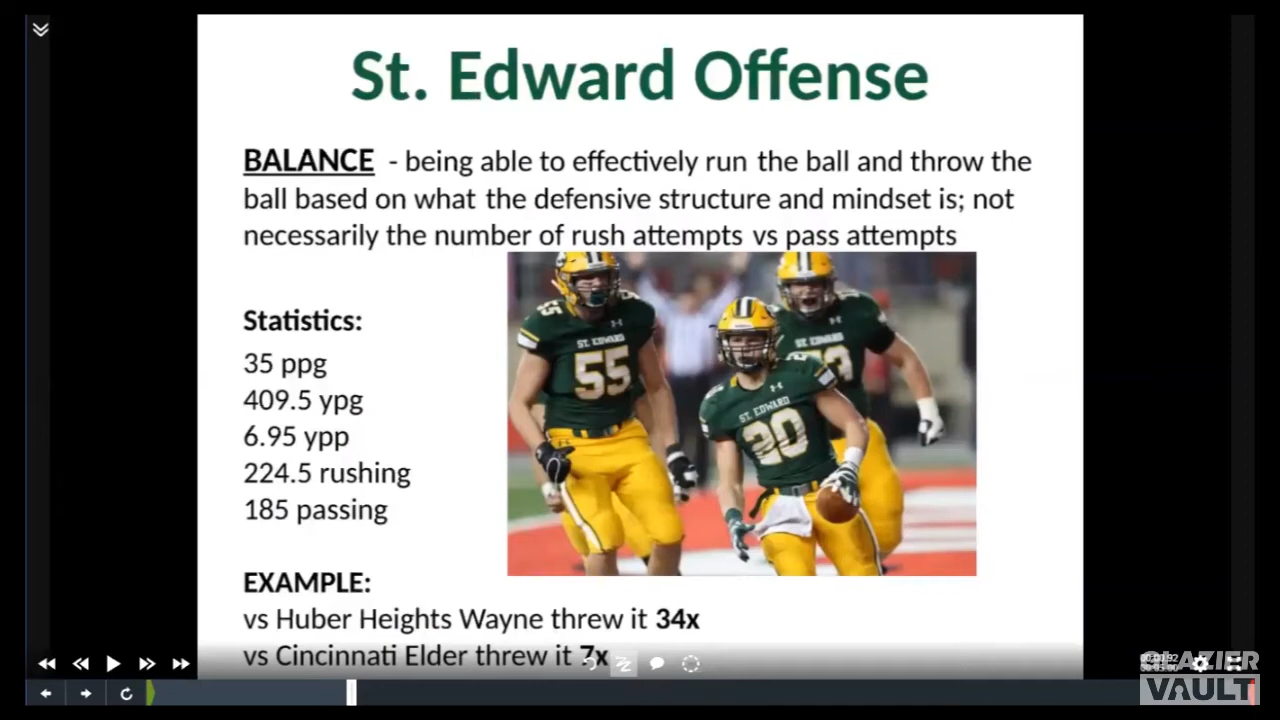 St. Edward Offense
BALANCE - being able to effectively run the ball and throw the
ball based on what the defensive structure and mindset is; not
necessarily the number of rush attempts vs pass attempts
Statistics:
35 ppg
409.5 ypg
6.95 ypp
224.5 rushing
185 passing
ST. EDWARD
55
ST. EDWARD
20
ST. EDWARD
EXAMPLE:
vs Huber Heights Wayne threw it 34x
vs Cincinnati Elder threw it 7x
GLAZIER
VAULT